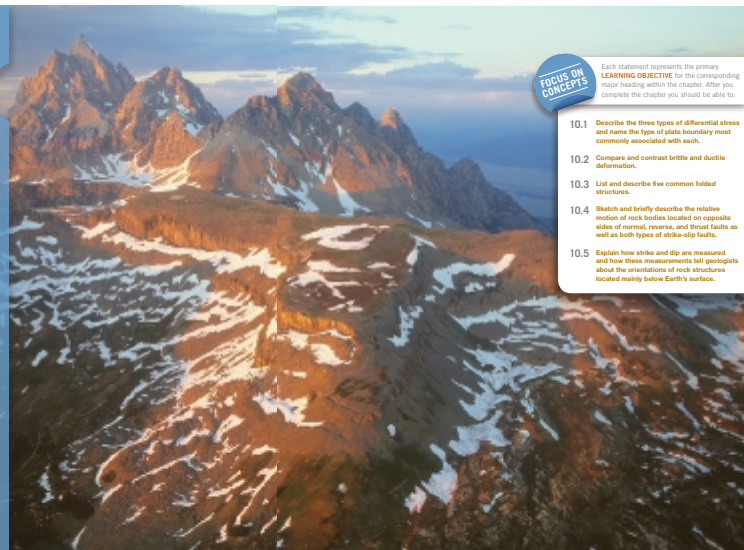 FOCUS ON
CONCEPTS
Each statement represents the primary
LEARNING OBJECTIVE for the corresponding
major heading within the chapter. After you
complete the chapter you should be able to:
10.1 Describe the three types of differential stress
and name the type of plate boundary most
commonly associated with each.
10.2 Compare and contrast brittle and ductile
deformation.
10.3 List and describe five common folded
structures.
10.4 Sketch and briefly describe the relative
motion of rock bodies located on opposite
sides of normal, reverse, and thrust faults as
well as both types of strike-slip faults.
10.5 Explain how strike and dip are measured
and how these measurements tell geologists
about the orientations of rock structures
located mainly below Earth's surface.